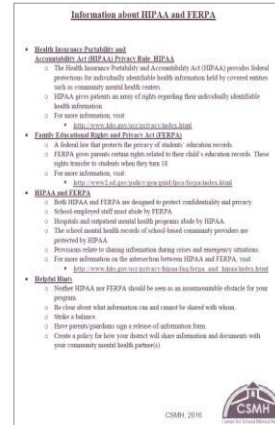 Information about HIPAA and FERPA
• Health Insurance Portability and
Accountability Act (HIPAA) Privacy Rule HIPAA
○ The Health Insurance Portability and Accountability Act (HIPAA) provides federal
protections for individually identifiable health information held by covered entities
such as community mental health centers.
○ HIPAA gives patients an array of rights regarding their individually identifiable
health information.
○ For more information, visit
▪ http://www.hhs.gov/ocr/privacy/index.html
• Family Educational Rights and Privacy Act (FERPA)
○ A federal law that protects the privacy of students' education records.
○ FERPA gives parents certain rights related to their child's education records. These
rights transfer to students when they turn 18.
○ For more information, visit:
▪ http://www2.ed.gov/policy/gen/guid/fpco/ferpa/index.html
• HIPAA and FERPA
○ Both HIPAA and FERPA are designed to protect confidentiality and privacy.
○ School-employed staff must abide by FERPA.
○ Hospitals and outpatient mental health programs abide by HIPAA.
○ The school mental health records of school-based community providers are
protected by HIPAA.
○ Provisions relate to sharing information during crises and emergency situations.
○ For more information on the intersection between HIPAA and FERPA, visit
▪ http://www.hhs.gov/ocr/privacy/hipaa/faq/ferpa_and_hipaa/index.html
• Helpful Hints
○ Neither HIPAA nor FERPA should be seen as an insurmountable obstacle for your
program.
○ Be clear about what information can and cannot be shared with whom.
○ Strike a balance.
○ Have parents/guardians sign a release of information form.
○ Create a policy for how your district will share information and documents with
your community mental health partner(s).
CSMH, 2016
CSMH
Center for School Mental Health